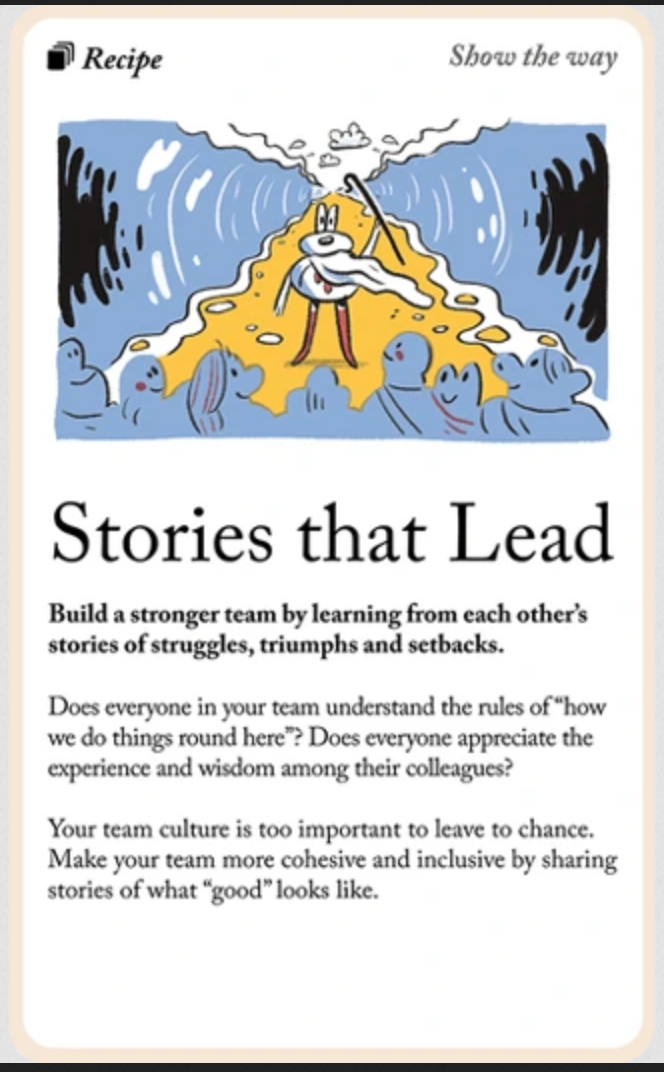 Recipe
Show the way
Stories that Lead
Build a stronger team by learning from each other’s
stories of struggles, triumphs and setbacks.
Does everyone in your team understand the rules of “how
we do things round here”? Does everyone appreciate the
experience and wisdom among their colleagues?
Your team culture is too important to leave to chance.
Make your team more cohesive and inclusive by sharing
stories of what “good” looks like.